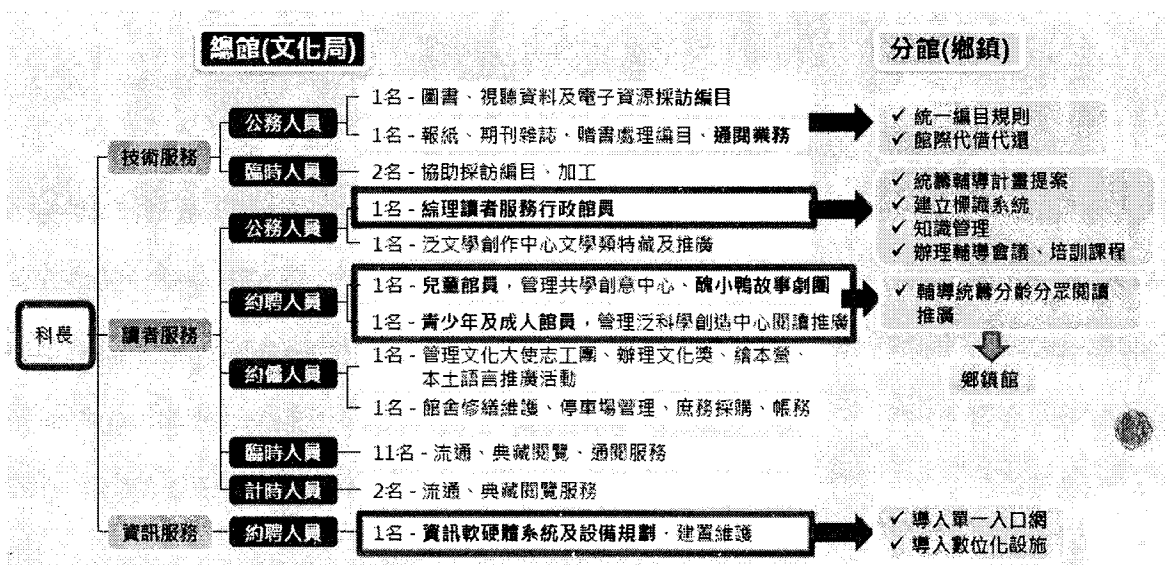 總館(文化局)
分館(鄉鎮)
科長
技術服務
公務人員
1名 - 圖書、視聽資料及電子資源採訪編目
1名 - 報紙、期刊雜誌、贈書處理編目、通閱業務
✓ 統一編目規則
✓ 館際代借代還
臨時人員
2名 - 協助採訪編目、加工
讀者服務
公務人員
1名 - 綜理讀者服務行政館員
1名 - 泛文學創作中心文學類特藏及推廣
✓ 統籌輔導計畫提案
✓ 建立標識系統
✓ 知識管理
✓ 辦理輔導會議、培訓課程
約聘人員
1名 - 兒童館員，管理共學創意中心、醜小鴨故事劇團
1名 - 青少年及成人館員，管理泛科學創造中心閱讀推廣
✓ 輔導統籌分齡分眾閱讀
推廣
鄉鎮館
約僱人員
1名 - 管理文化大使志工團、辦理文化獎、繪本營、
本土語言推廣活動
1名 - 館舍修繕維護、停車場管理、庶務採購、帳務
臨時人員
11名 - 流通、典藏閱覽、通閱服務
計時人員
2名 - 流通、典藏閱覽服務
資訊服務
約聘人員
1名 - 資訊軟硬體系統及設備規劃、建置維護
✓ 導入單一入口網
✓ 導入數位化設施